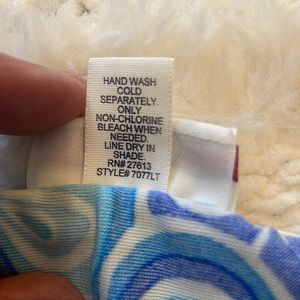 HAND WASH
COLD
SEPARATELY.
ONLY
NON-CHLORINE
BLEACH WHEN
NEEDED.
LINE DRY IN
SHADE.
RN# 27613
STYLE# 7077LT